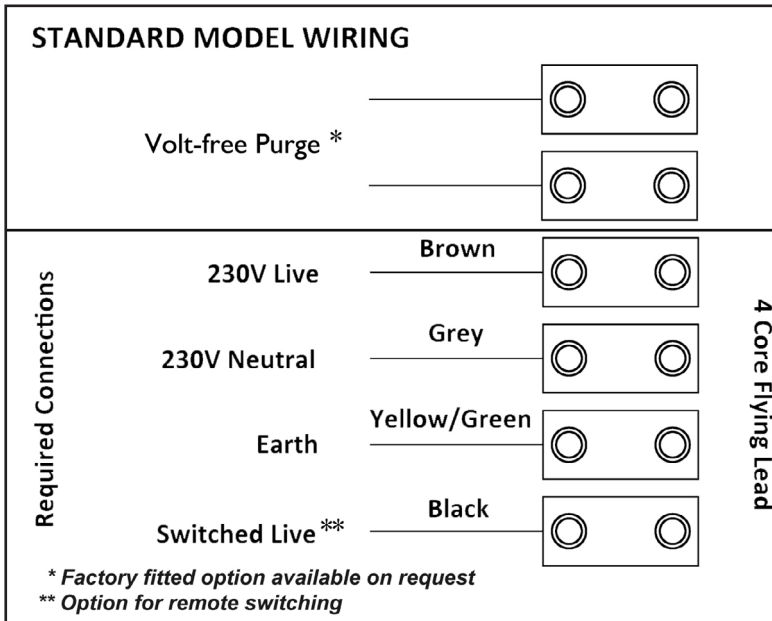 STANDARD MODEL WIRING
Volt-free Purge *
Required Connections
230V Live
Brown
230V Neutral
Grey
Earth
Yellow/Green
Switched Live**
Black
4 Core Flying Lead
* Factory fitted option available on request
** Option for remote switching